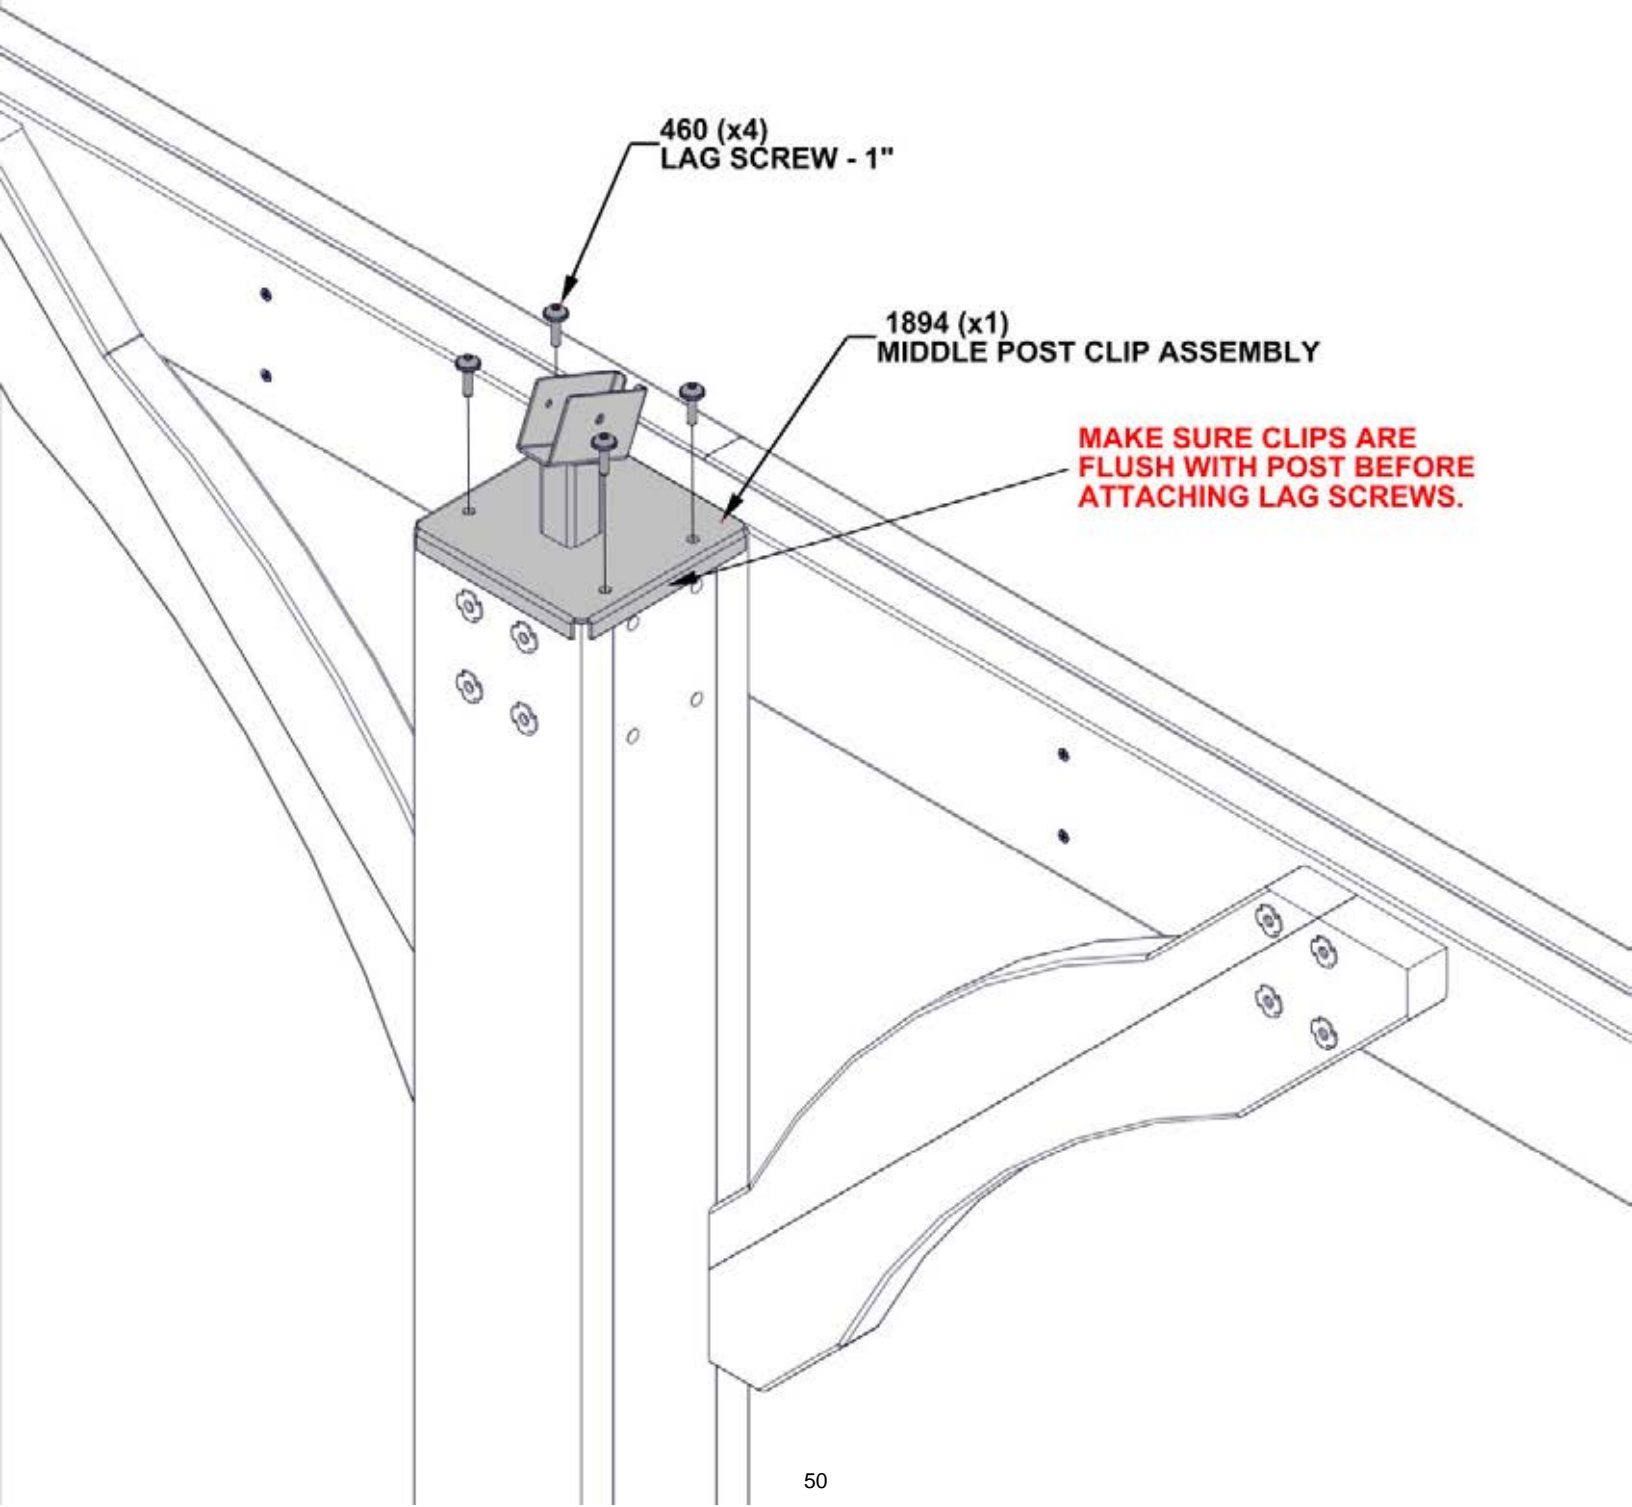 460 (x4)
LAG SCREW - 1"
1894 (x1)
MIDDLE POST CLIP ASSEMBLY
MAKE SURE CLIPS ARE
FLUSH WITH POST BEFORE
ATTACHING LAG SCREWS.
50